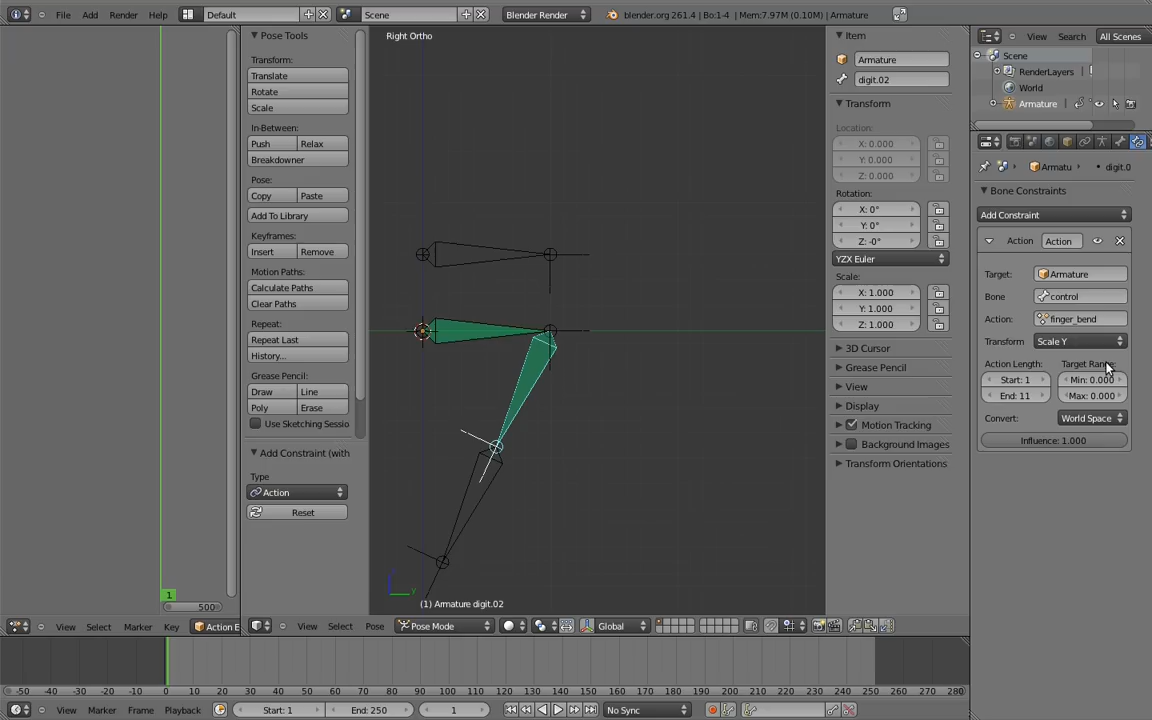 File Add Render Help Default Scene Blender Render blender.org 261.4 | Bo:1-4 | Mem:7.97M (0.10M) | Armature
Pose Tools
Transform:
Translate
Rotate
Scale
In-Between:
Push Relax
Breakdowner
Pose:
Copy Paste
Add To Library
Keyframes:
Insert Remove
Motion Paths:
Calculate Paths
Clear Paths
Repeat:
Repeat Last
History...
Grease Pencil:
Draw Line
Poly Erase
Use Sketching Sessio
Add Constraint (with
Type
Action
Reset
1
500
View Select Marker Key Action E
Right Ortho
y
(1) Armature digit.02
View Select Pose Pose Mode Global
Item
Armature
digit.02
Transform
Location:
X: 0.000
Y: 0.000
Z: 0.000
Rotation:
X: 0°
Y: 0°
Z: -0°
YZX Euler
Scale:
X: 1.000
Y: 1.000
Z: 1.000
3D Cursor
Grease Pencil
View
Display
Motion Tracking
Background Images
Transform Orientations
View Search All Scenes
Scene
RenderLayers
World
Armature
Armatu digit.0
Bone Constraints
Add Constraint
Action Action
Target: Armature
Bone control
Action: finger_bend
Transform Scale Y
Action Length: Target Range:
Start: 1 Min: 0.000
End: 11 Max: 0.000
Convert: World Space
Influence: 1.000
-50 -40 -30 -20 -10 0 10 20 30 40 50 60 70 80 90 100 110 120 130 140 150 160 170 180 190 200 210 220 230 240 250 260 270 280
View Marker Frame Playback Start: 1 End: 250 1 No Sync